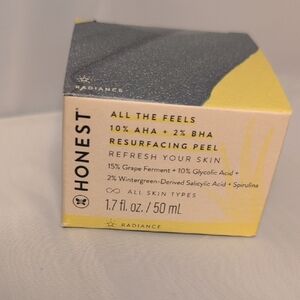 RADIANCE
HONEST
ALL THE FEELS
10% AHA + 2% BHA
RESURFACING PEEL
REFRESH YOUR SKIN
15% Grape Ferment + 10% Glycolic Acid +
2% Wintergreen-Derived Salicylic Acid + Spirulina
ALL SKIN TYPES
1.7 fl. oz. / 50 mL
RADIANCE